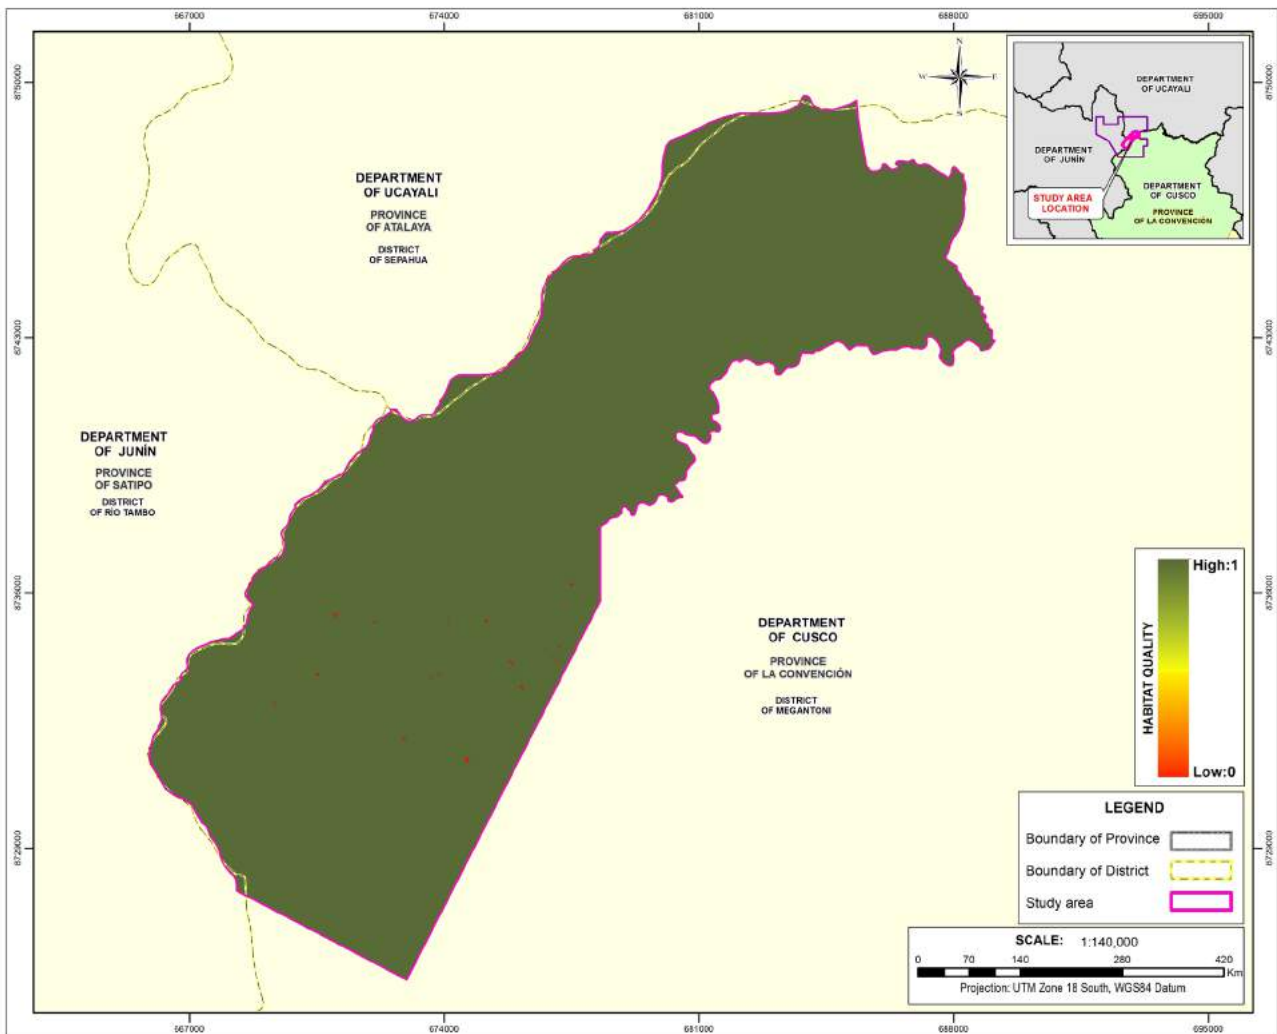 667000
674000
681000
688000
695000
8750000
8750000
8743000
8743000
8736000
8736000
8729000
8729000
N
W
E
S
DEPARTMENT
OF UCAYALI
DEPARTMENT
OF JUNÍN
DEPARTMENT
OF CUSCO
PROVINCE
OF LA CONVENCIÓN
STUDY AREA
LOCATION
DEPARTMENT
OF UCAYALI
PROVINCE
OF ATALAYA
DISTRICT
OF SEPAHUA
DEPARTMENT
OF JUNÍN
PROVINCE
OF SATIPO
DISTRICT
OF RÍO TAMBO
DEPARTMENT
OF CUSCO
PROVINCE
OF LA CONVENCIÓN
DISTRICT
OF MEGANTONI
HABITAT QUALITY
High:1
Low:0
LEGEND
Boundary of Province
Boundary of District
Study area
SCALE: 1:140,000
0 70 140 280 420
Km
Projection: UTM Zone 18 South, WGS84 Datum
667000
674000
681000
688000
695000